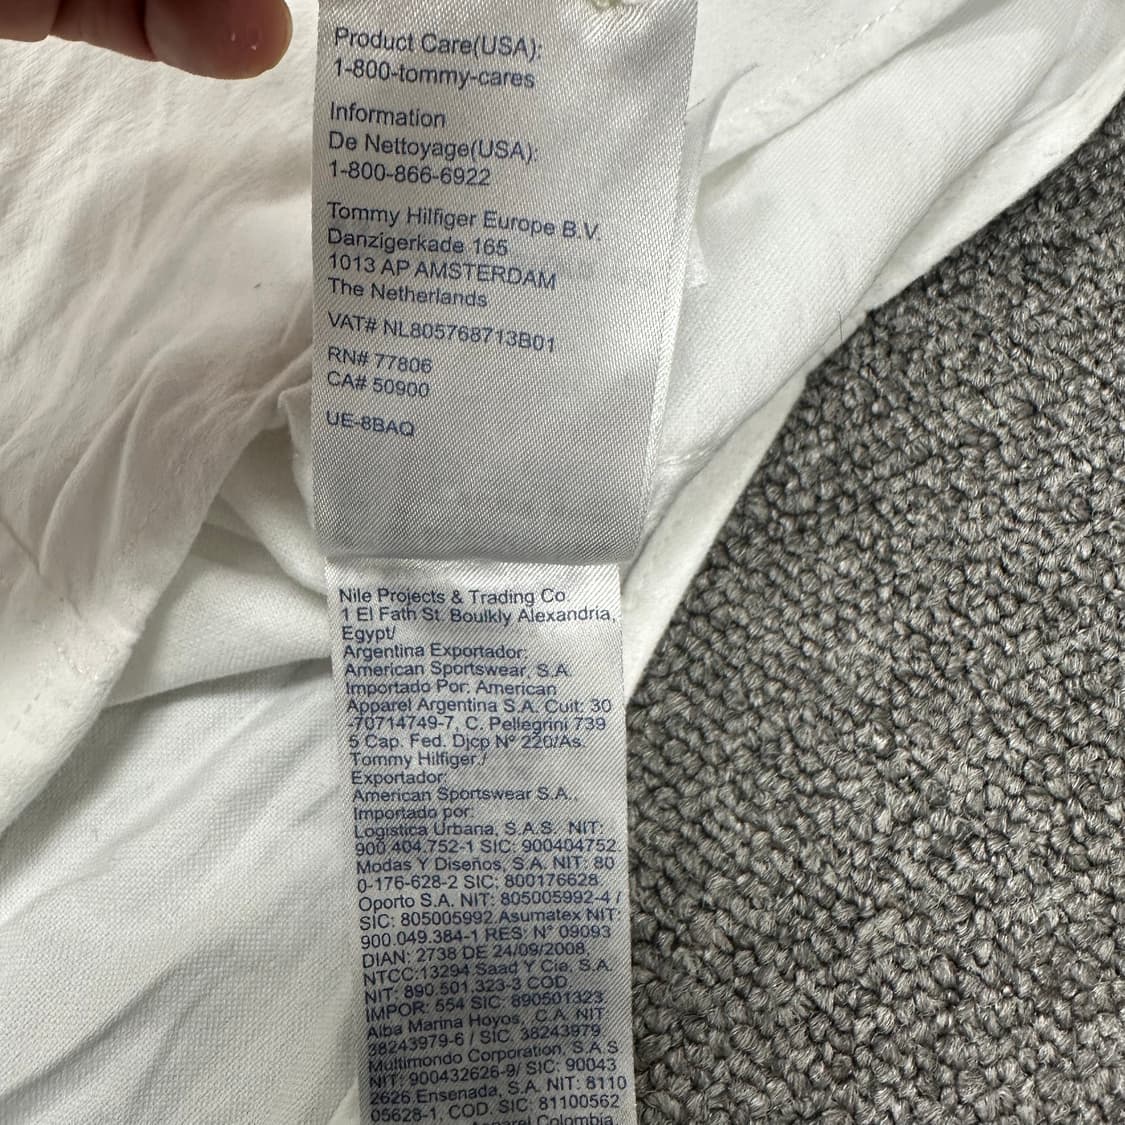 Product Care(USA):
1-800-tommy-cares
Information
De Nettoyage(USA):
1-800-866-6922
Tommy Hilfiger Europe B.V.
Danzigerkade 165
1013 AP AMSTERDAM
The Netherlands
VAT# NL805768713B01
RN# 77806
CA# 50900
UE-8BAQ
Nile Projects & Trading Co
1 El Fath St. Boulkly Alexandria,
Egypt/
Argentina Exportador:
American Sportswear, S.A.
Importado Por: American
Apparel Argentina S.A. Cuit: 30
-70714749-7, C. Pellegrini 739
5 Cap. Fed. Djcp N° 220/As.
Tommy Hilfiger./
Exportador:
American Sportswear S.A..
Importado por:
Logistica Urbana, S.A.S. NIT:
900.404.752-1 SIC: 900404752.
Modas Y Diseños, S.A. NIT: 80
0-176-628-2 SIC: 800176628.
Oporto S.A. NIT: 805005992-4 /
SIC: 805005992.Asumatex NIT:
900.049.384-1 RES: N° 09093
DIAN: 2738 DE 24/09/2008,
NTCC:13294.Saad Y Cia, S.A.
NIT: 890.501.323-3 COD.
IMPOR: 554 SIC: 890501323.
Alba Marina Hoyos, C.A. NIT:
38243979-6 / SIC. 38243979
Multimondo Corporation, S.A.S
NIT: 900432626-9/ SIC: 90043
2626.Ensenada, S.A. NIT: 8110
05628-1, COD. SIC: 81100562
Colombia,